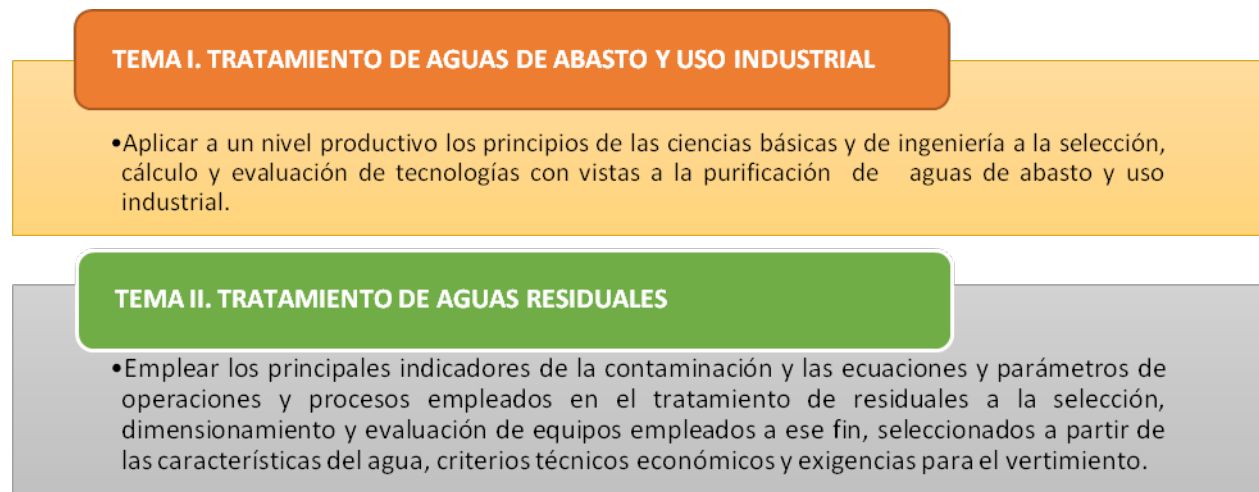 TEMA I. TRATAMIENTO DE AGUAS DE ABASTO Y USO INDUSTRIAL
•Aplicar a un nivel productivo los principios de las ciencias básicas y de ingeniería a la selección,
cálculo y evaluación de tecnologías con vistas a la purificación de aguas de abasto y uso
industrial.
TEMA II. TRATAMIENTO DE AGUAS RESIDUALES
•Emplear los principales indicadores de la contaminación y las ecuaciones y parámetros de
operaciones y procesos empleados en el tratamiento de residuales a la selección,
dimensionamiento y evaluación de equipos empleados a ese fin, seleccionados a partir de
las características del agua, criterios técnicos económicos y exigencias para el vertimiento.